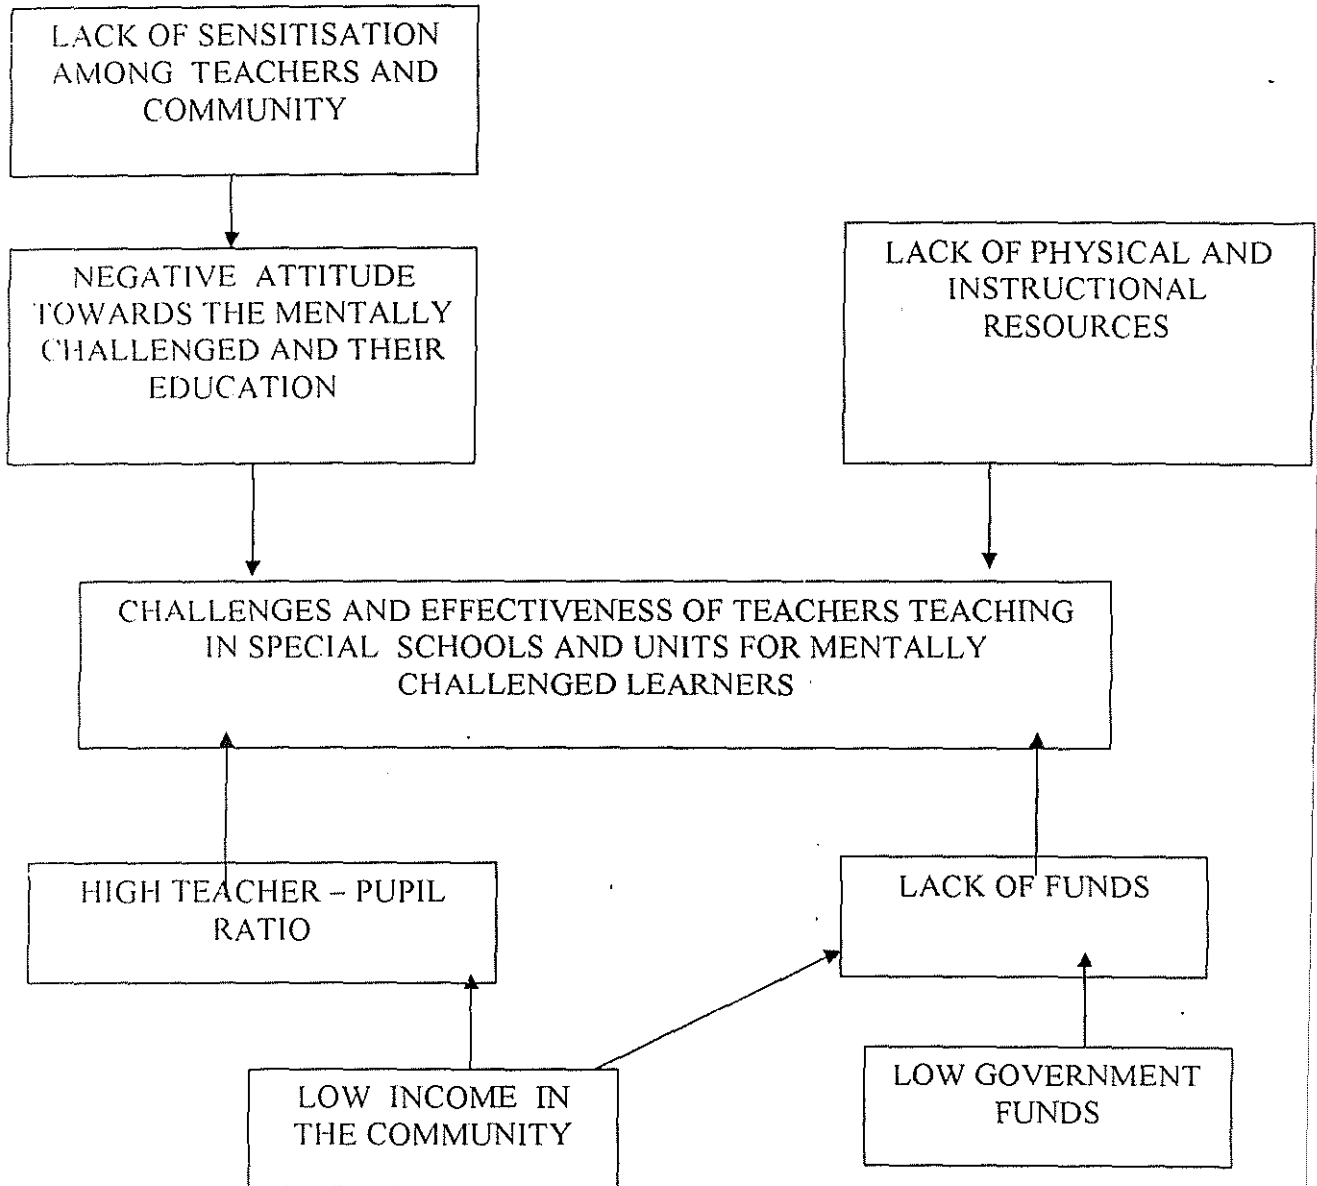 LACK OF SENSITISATION
AMONG TEACHERS AND
COMMUNITY
NEGATIVE ATTITUDE
TOWARDS THE MENTALLY
CHALLENGED AND THEIR
EDUCATION
LACK OF PHYSICAL AND
INSTRUCTIONAL
RESOURCES
CHALLENGES AND EFFECTIVENESS OF TEACHERS TEACHING
IN SPECIAL SCHOOLS AND UNITS FOR MENTALLY
CHALLENGED LEARNERS
HIGH TEACHER – PUPIL
RATIO
LACK OF FUNDS
LOW INCOME IN
THE COMMUNITY
LOW GOVERNMENT
FUNDS